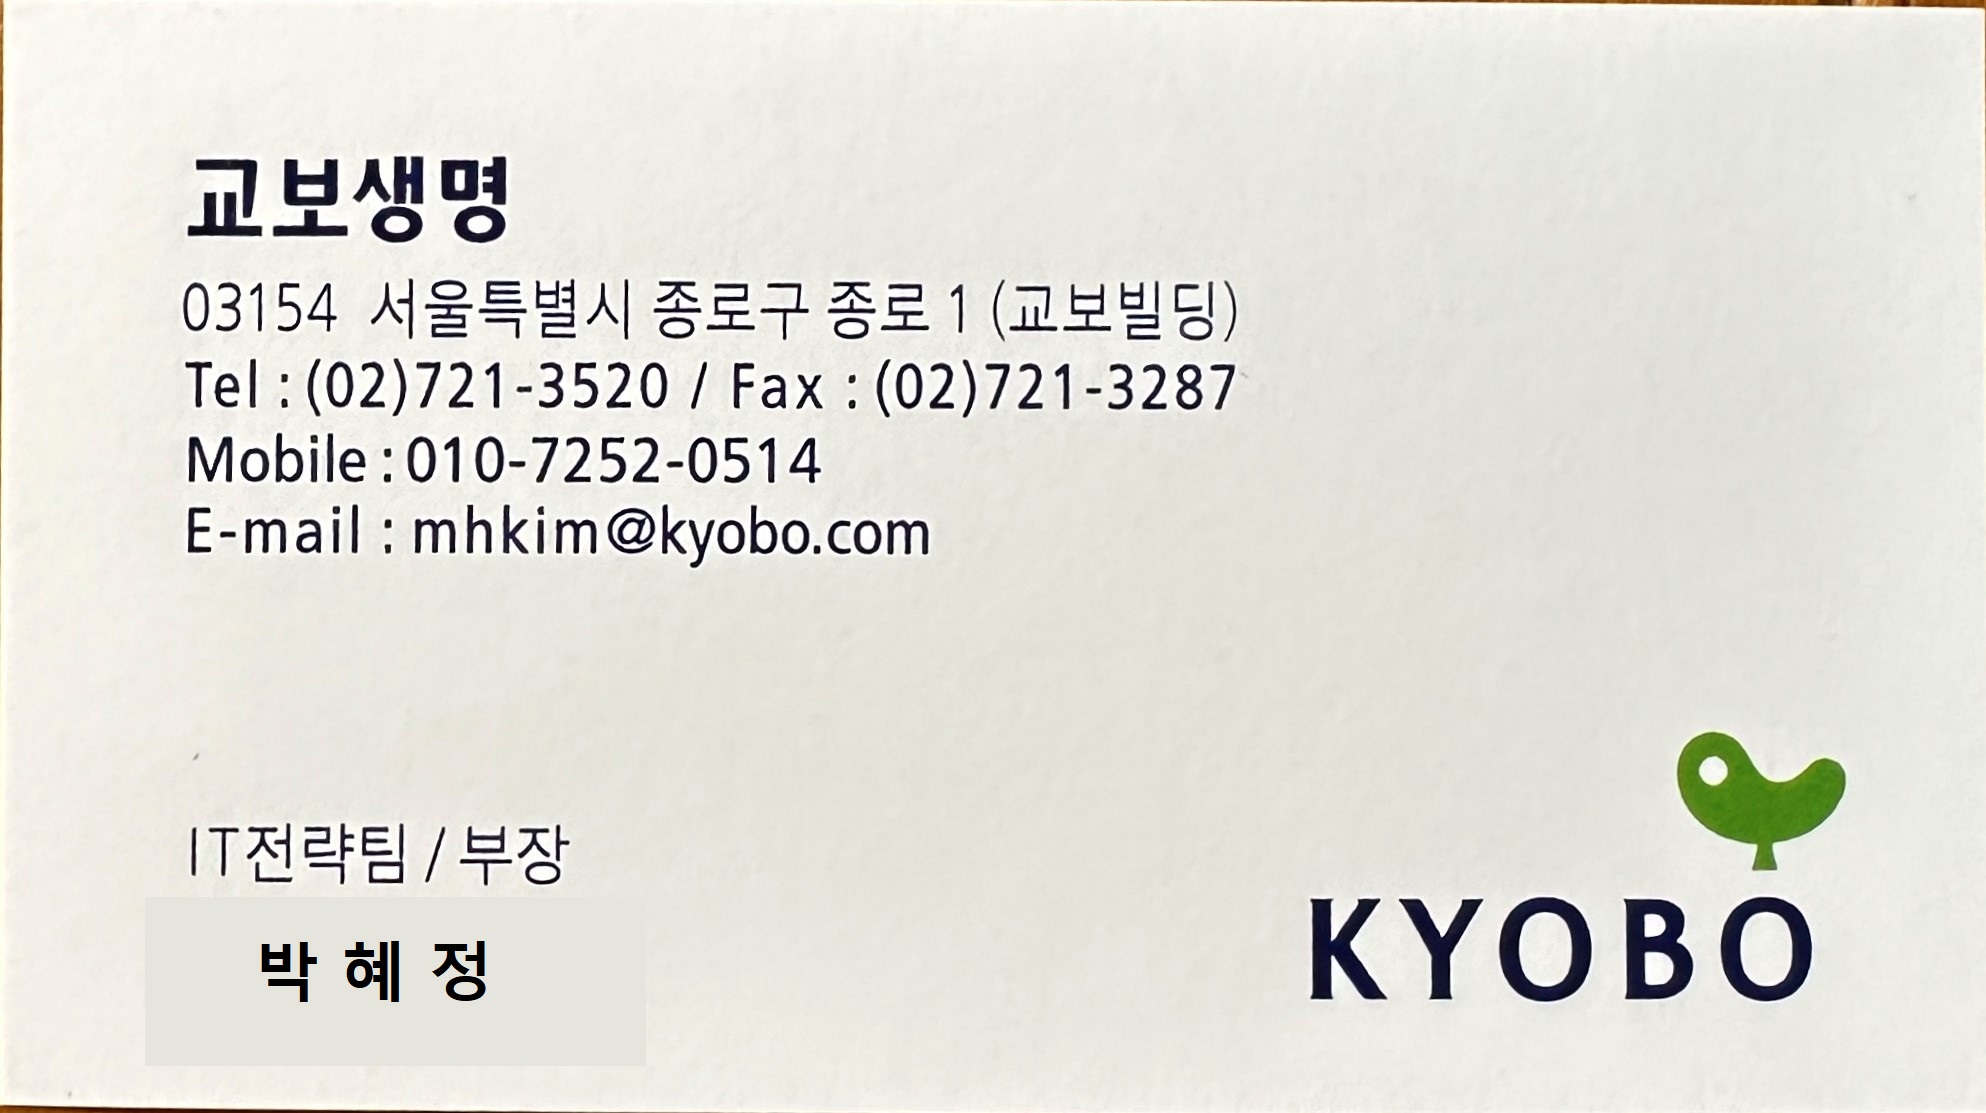 교보생명
03154 서울특별시 종로구 종로 1 (교보빌딩)
Tel : (02)721-3520 / Fax : (02)721-3287
Mobile : 010-7252-0514
E-mail : mhkim@kyobo.com
IT전략팀 / 부장
박 혜 정
KYOBO